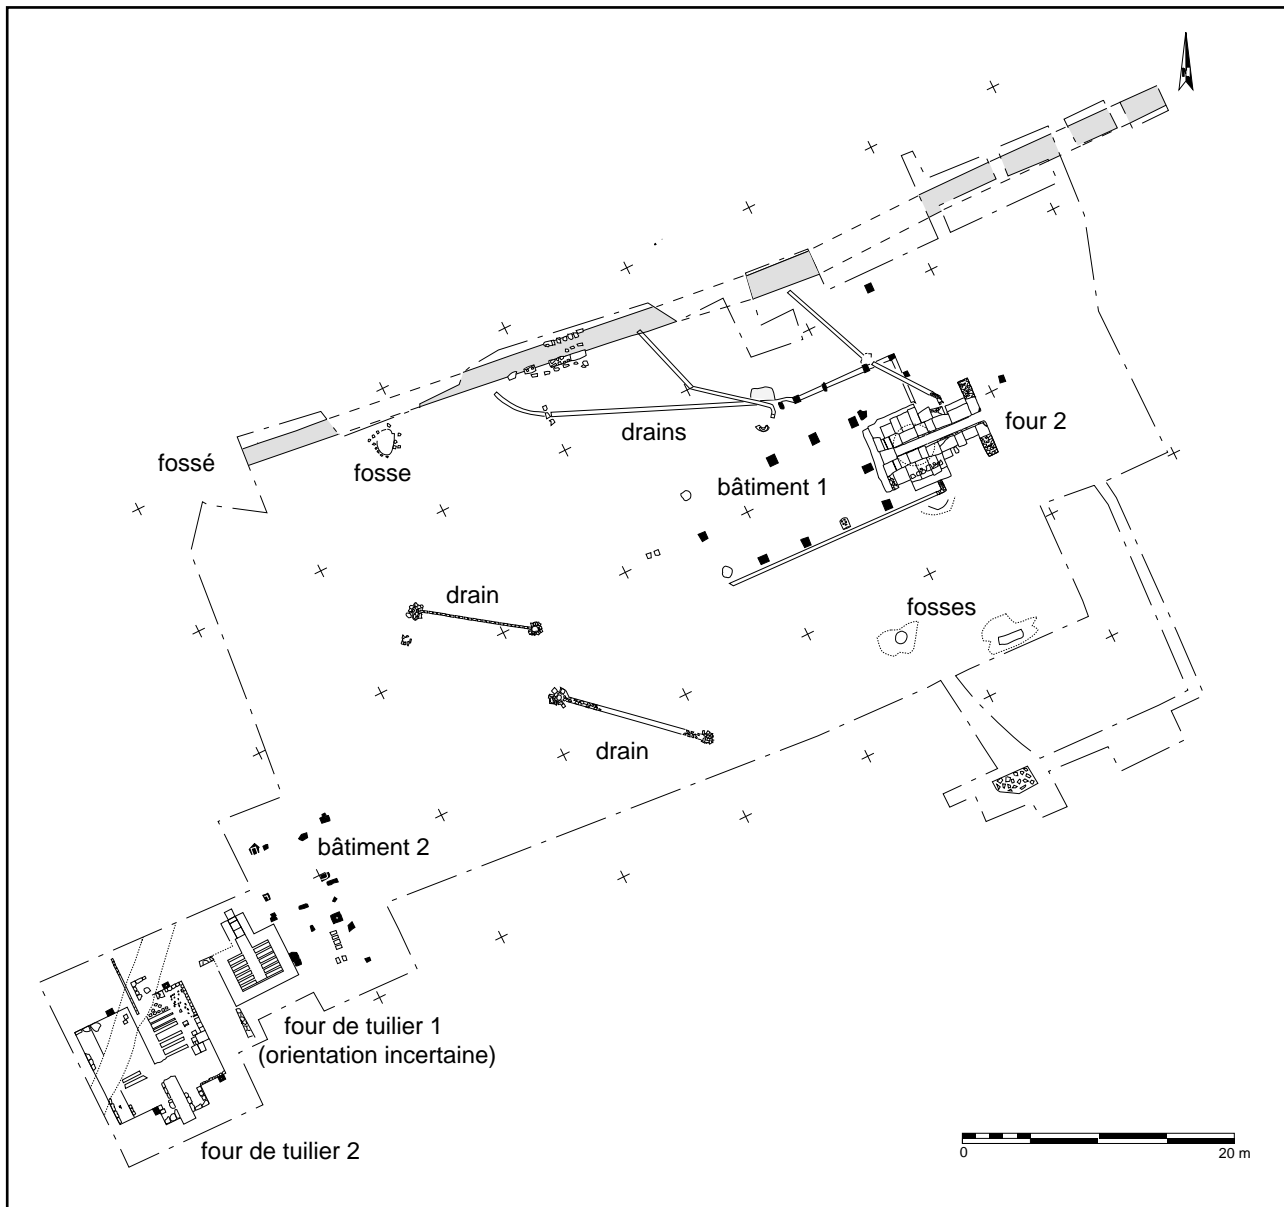 four 2
drains
fossé
fosse
bâtiment 1
drain
fosses
drain
bâtiment 2
four de tuilier 1
(orientation incertaine)
four de tuilier 2
0
20 m